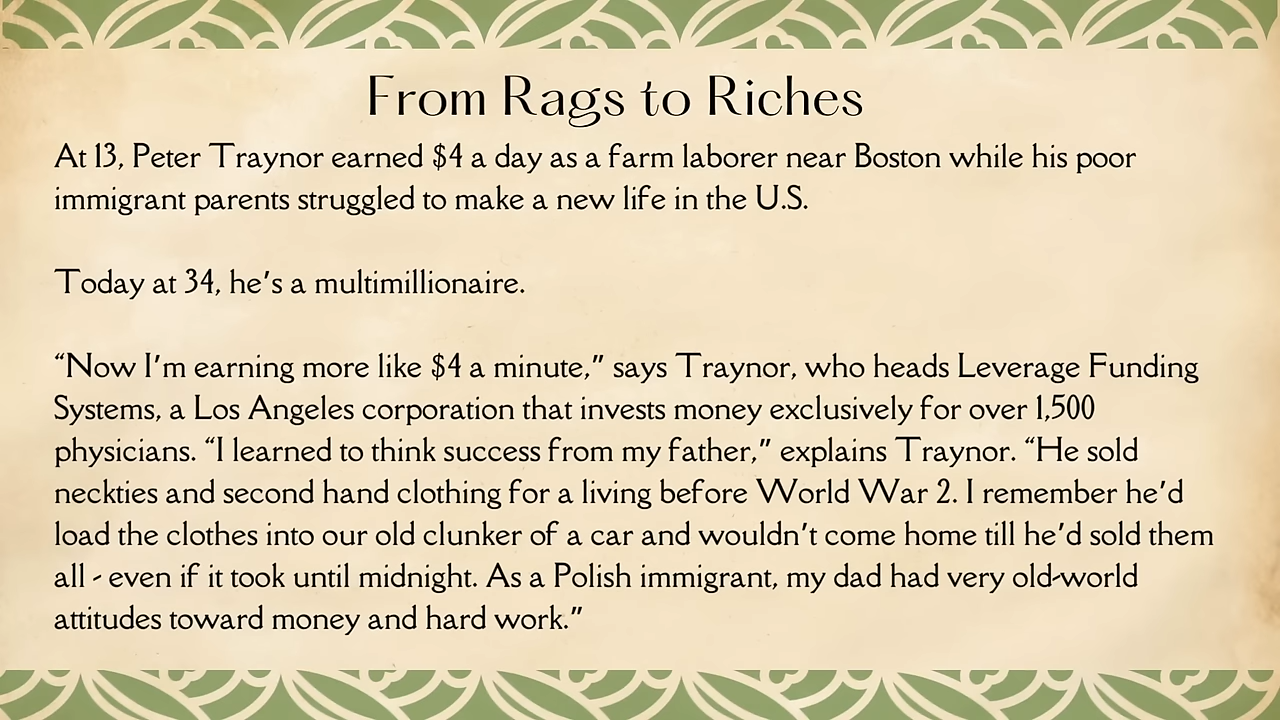 From Rags to Riches
At 13, Peter Traynor earned $4 a day as a farm laborer near Boston while his poor
immigrant parents struggled to make a new life in the U.S.
Today at 34, he's a multimillionaire.
“Now I'm earning more like $4 a minute,” says Traynor, who heads Leverage Funding
Systems, a Los Angeles corporation that invests money exclusively for over 1,500
physicians. “I learned to think success from my father,” explains Traynor. “He sold
neckties and second hand clothing for a living before World War 2. I remember he'd
load the clothes into our old clunker of a car and wouldn't come home till he'd sold them
all - even if it took until midnight. As a Polish immigrant, my dad had very old-world
attitudes toward money and hard work.”